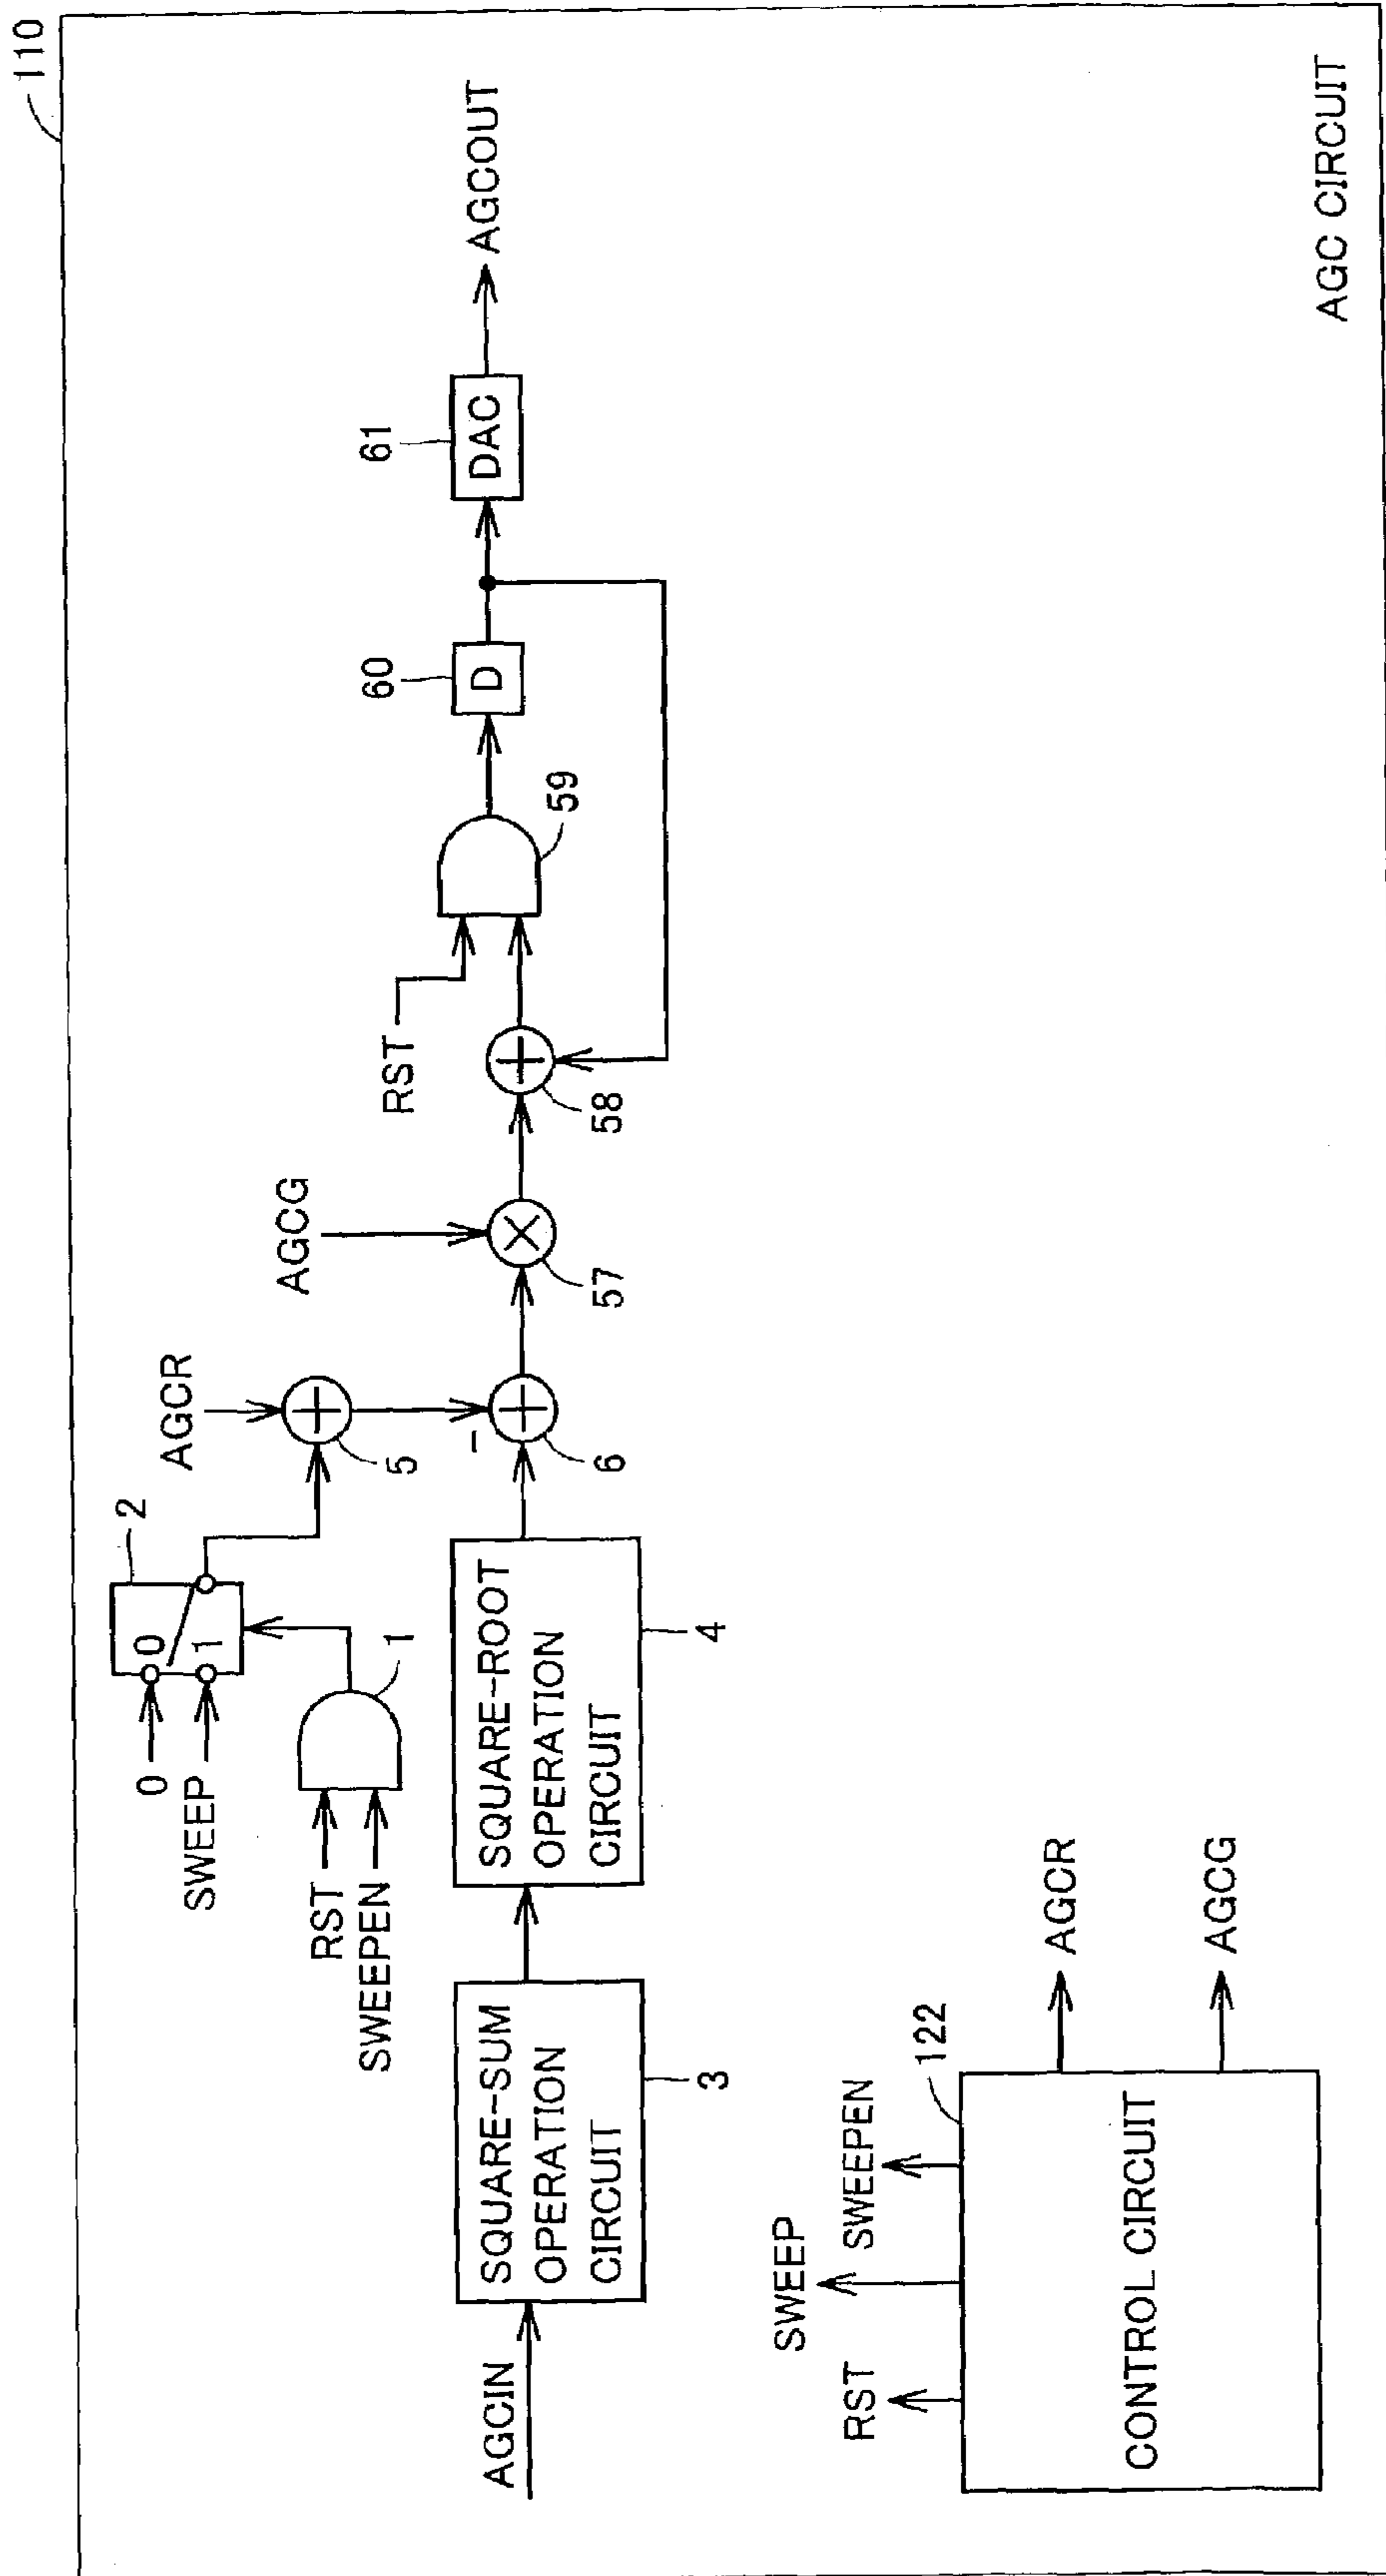 110
0
SWEEP
0
1
2
RST
SWEEPEN
1
AGCR
5
AGCG
AGCIN
SQUARE-SUM
OPERATION
CIRCUIT
3
SQUARE-ROOT
OPERATION
CIRCUIT
4
-
6
57
58
RST
59
60
D
61
DAC
AGCOUT
RST
SWEEP
SWEEPEN
122
CONTROL CIRCUIT
AGCR
AGCG
AGC CIRCUIT